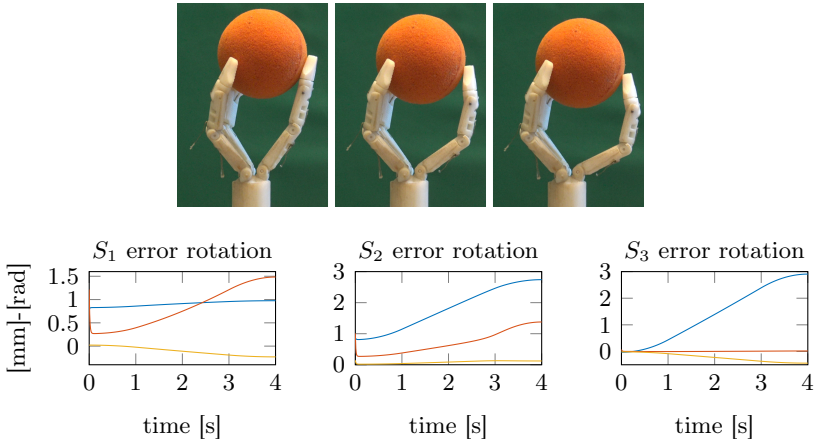 S₁ error rotation
S₂ error rotation
S₃ error rotation
[mm]-[rad]
1.5
1
0.5
0
0 1 2 3 4
3
2
1
0
0 1 2 3 4
3
2
1
0
0 1 2 3 4
time [s]
time [s]
time [s]